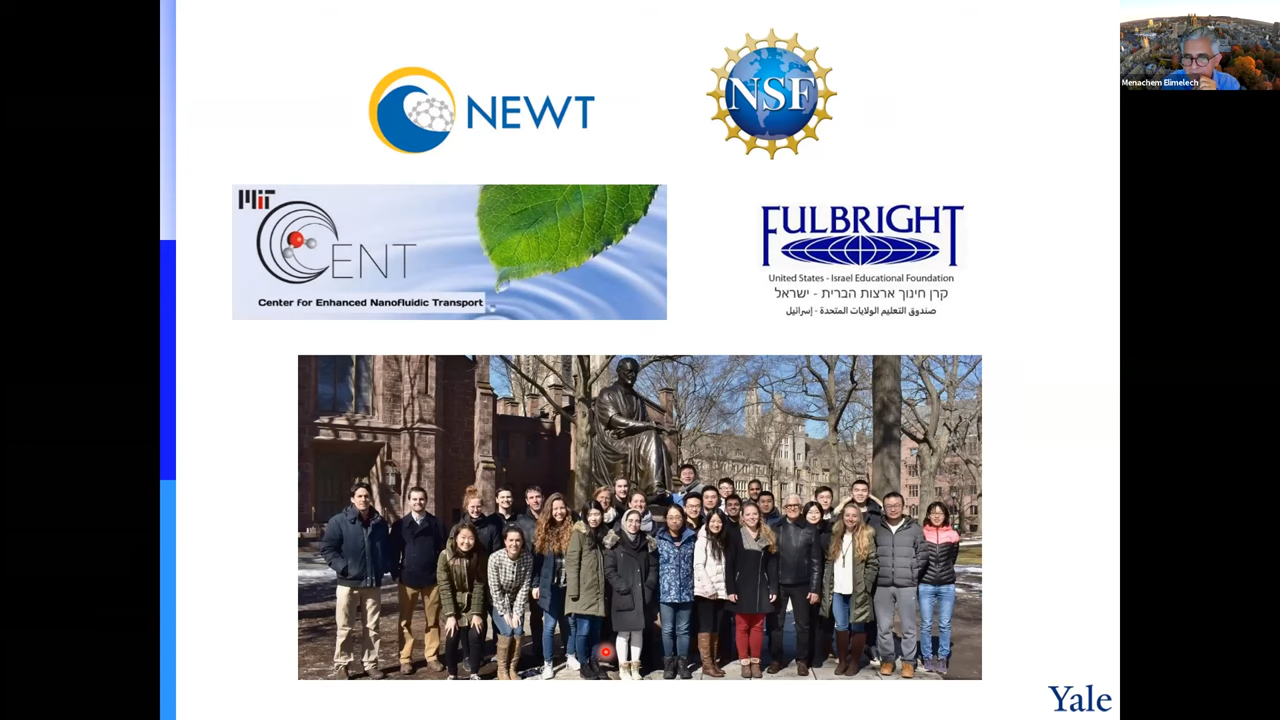 Menachem Elimelech
NEWT
NSF
MIT
CENT
Center for Enhanced Nanofluidic Transport
FULBRIGHT
United States - Israel Educational Foundation
קרן חינוך ארצות הברית - ישראל
صندوق التعليم الولايات المتحدة - إسرائيل
Yale